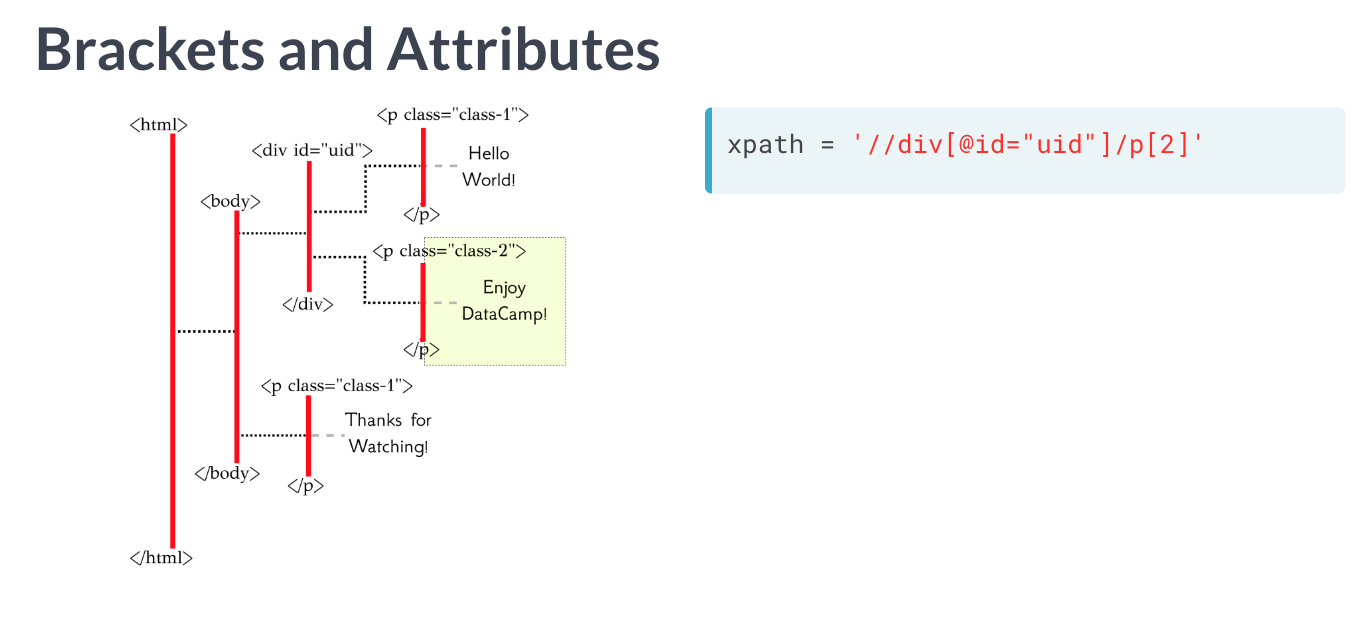 Brackets and Attributes
<html>
<body>
<div id="uid">
<p class="class-1">
Hello
World!
</p>
<p class="class-2">
Enjoy
DataCamp!
</p>
</div>
<p class="class-1">
Thanks for
Watching!
</p>
</body>
</html>
xpath = '//div[@id="uid"]/p[2]'